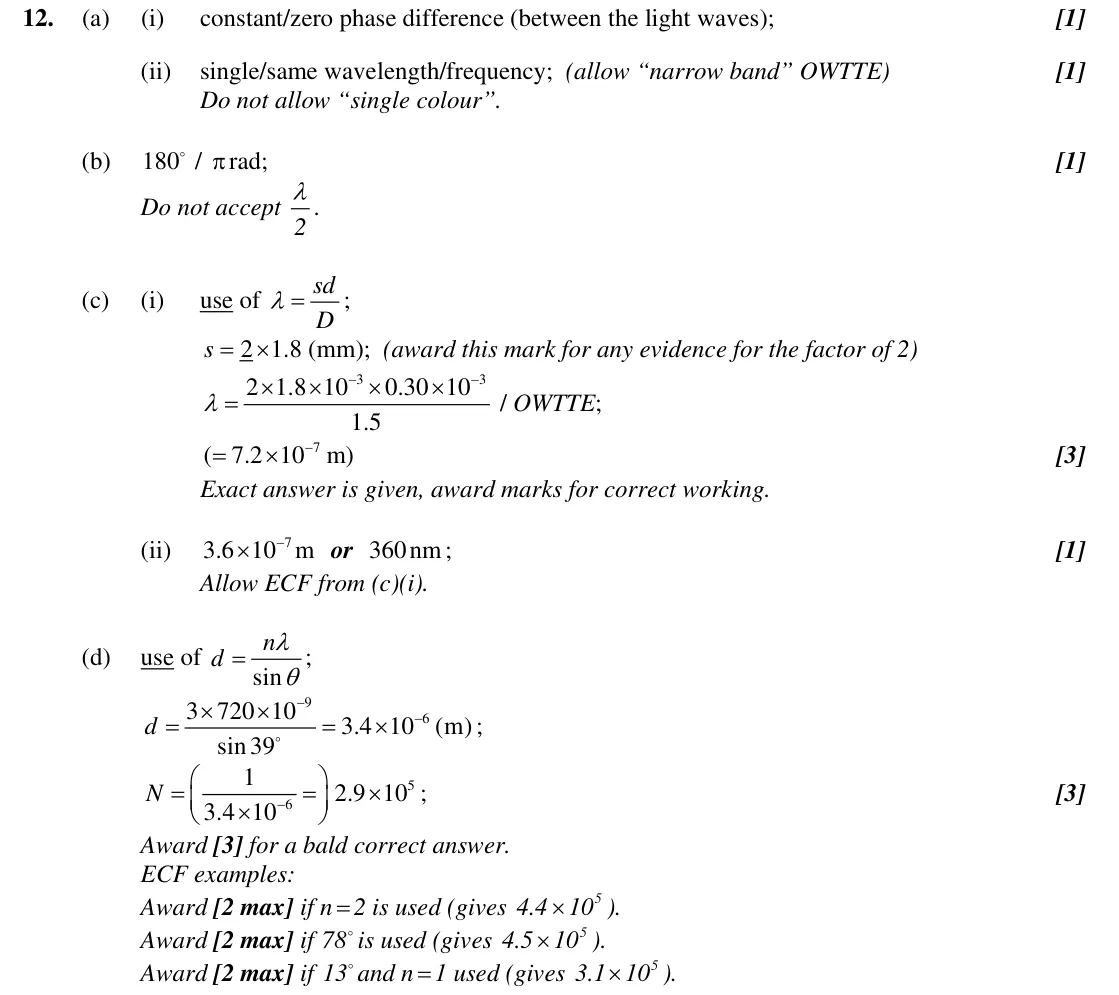 12. (a) (i) constant/zero phase difference (between the light waves); [1]
(ii) single/same wavelength/frequency; (allow “narrow band” OWTTE) [1]
Do not allow “single colour”.
(b) 180° / π rad; [1]
Do not accept λ/2.
(c) (i) use of λ = sd/D;
s = 2×1.8 (mm); (award this mark for any evidence for the factor of 2)
λ = (2×1.8×10⁻³×0.30×10⁻³)/1.5 / OWTTE;
(= 7.2×10⁻⁷ m) [3]
Exact answer is given, award marks for correct working.
(ii) 3.6×10⁻⁷ m or 360 nm; [1]
Allow ECF from (c)(i).
(d) use of d = nλ/sin θ;
d = (3×720×10⁻⁹)/sin 39° = 3.4×10⁻⁶ (m);
N = (1/(3.4×10⁻⁶) =) 2.9×10⁵; [3]
Award [3] for a bald correct answer.
ECF examples:
Award [2 max] if n = 2 is used (gives 4.4×10⁵).
Award [2 max] if 78° is used (gives 4.5×10⁵).
Award [2 max] if 13° and n = 1 used (gives 3.1×10⁵).